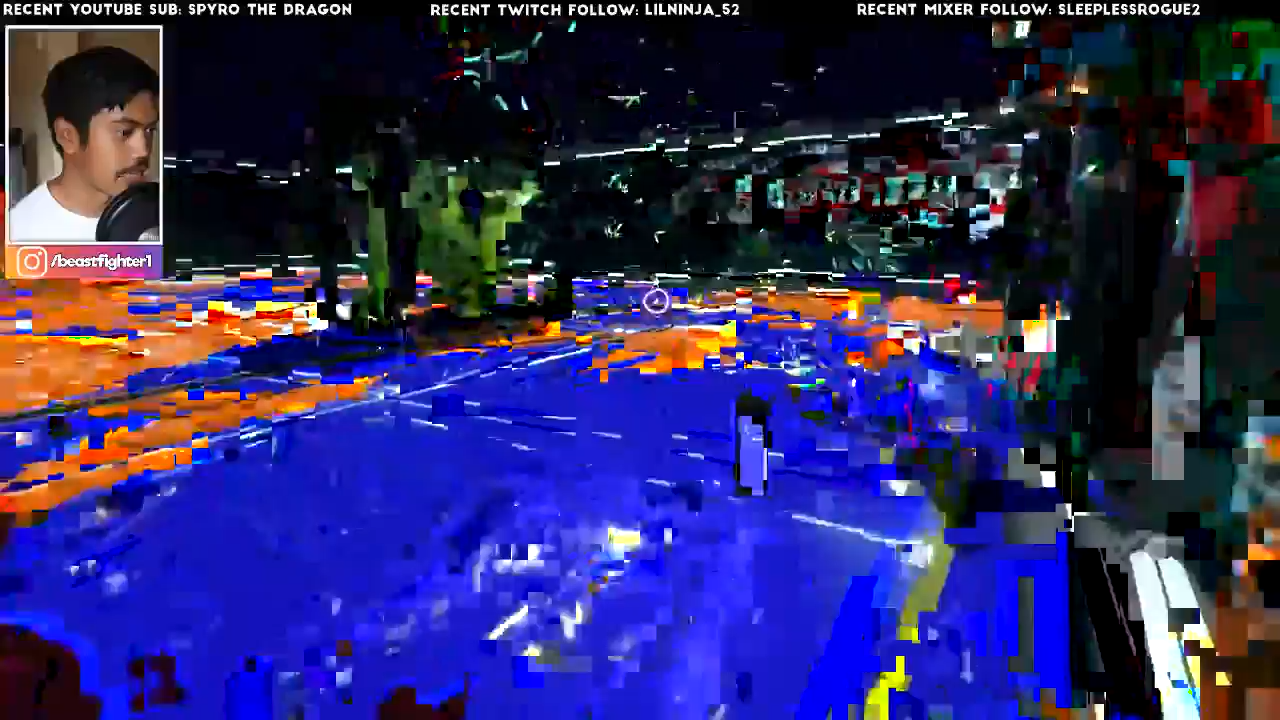 RECENT YOUTUBE SUB: SPYRO THE DRAGON
RECENT TWITCH FOLLOW: LILNINJA_52
RECENT MIXER FOLLOW: SLEEPLESSROGUE2
/beastfighter1